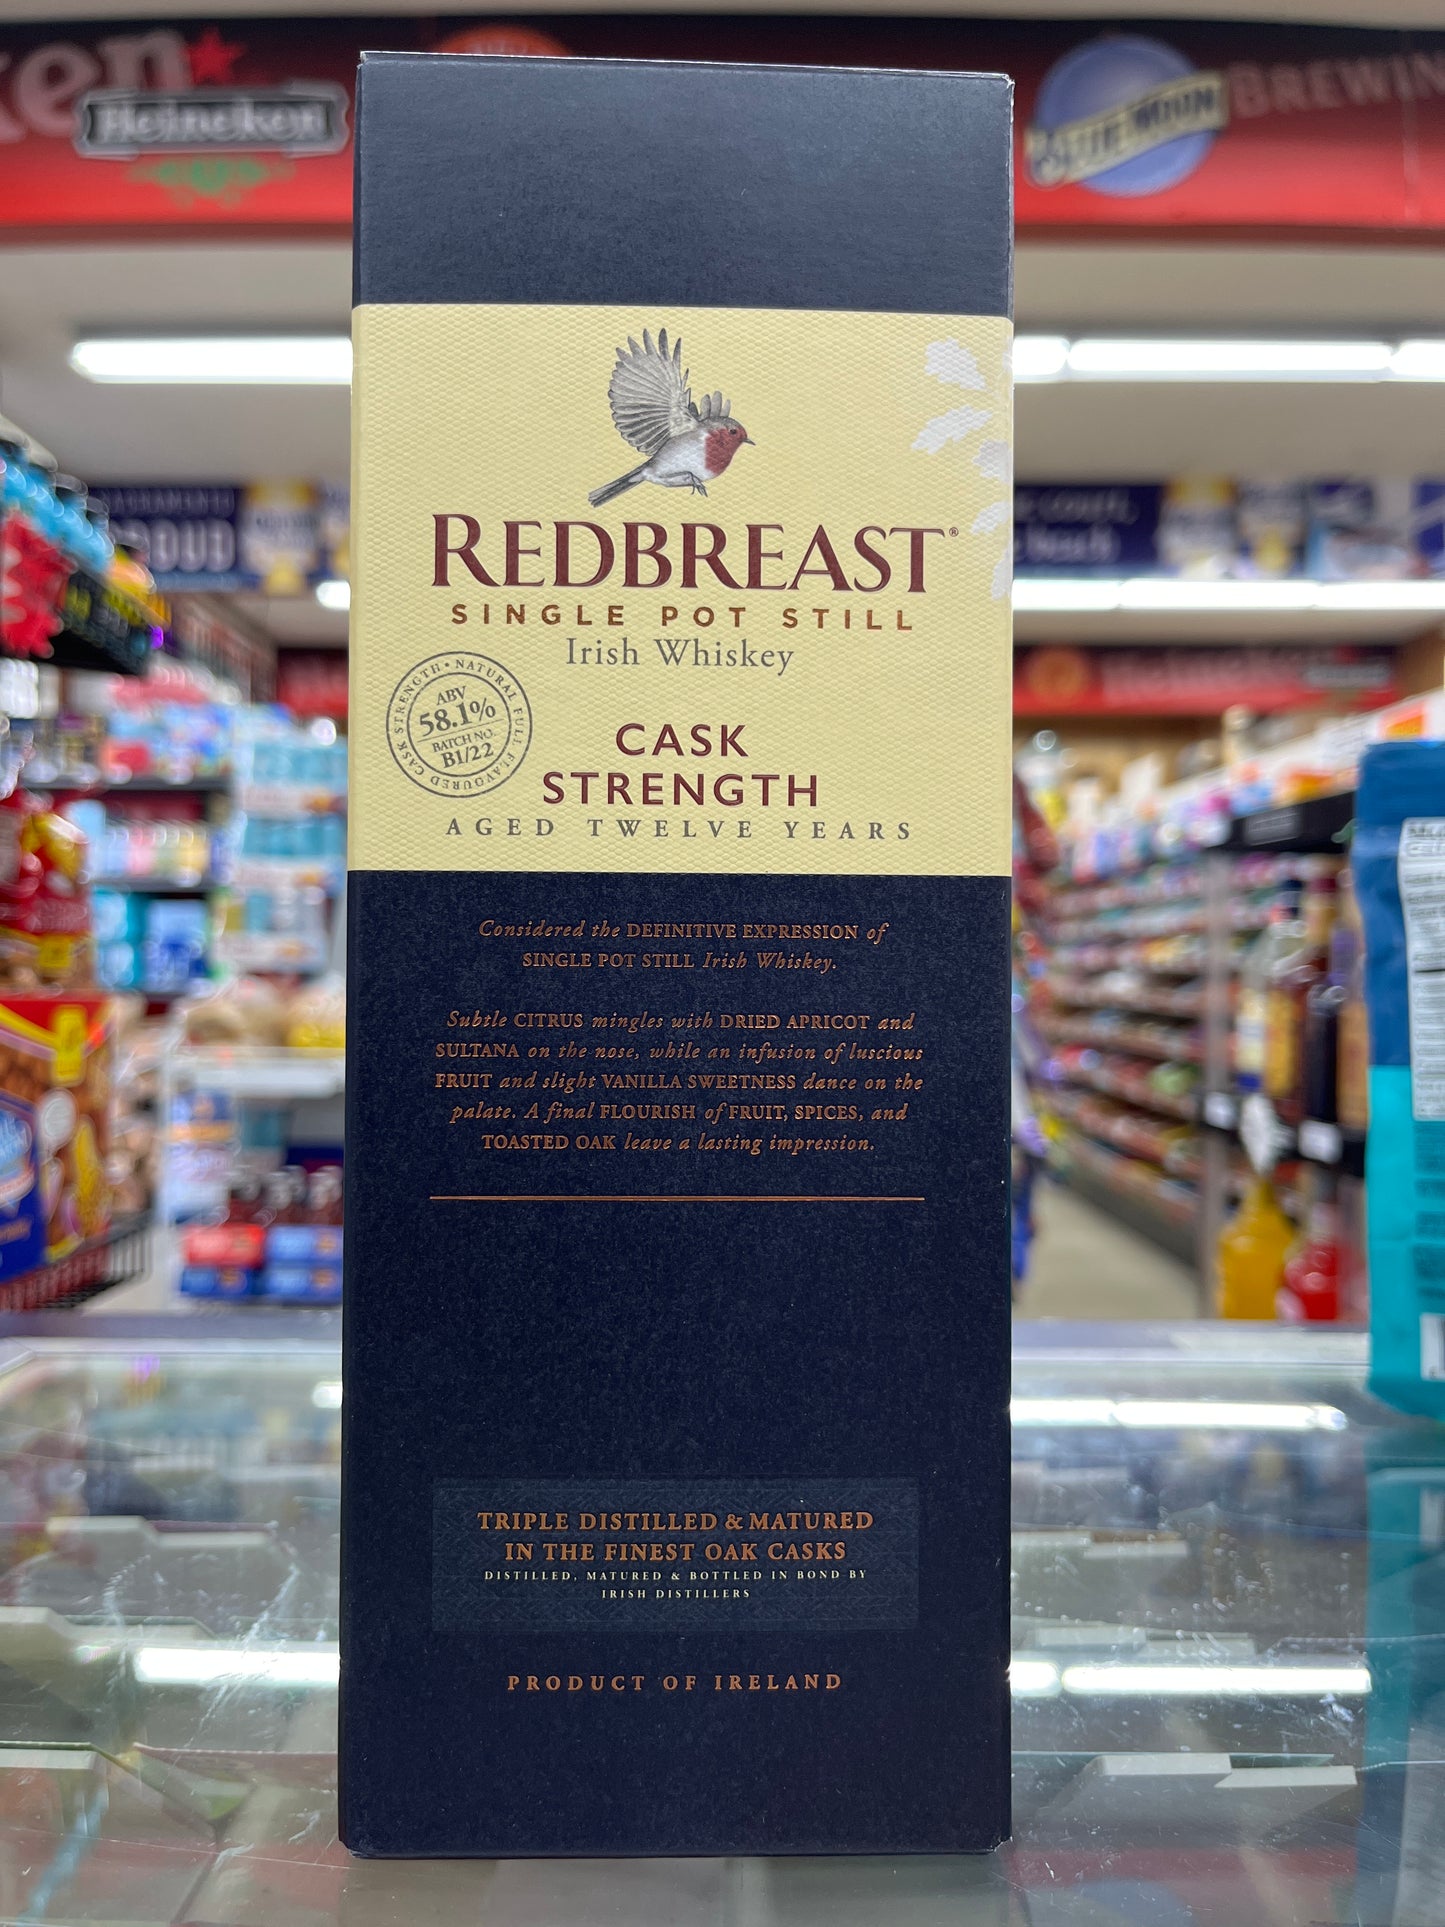 Heineken
BLUE MOON
BREWIN
REDBREAST®
SINGLE POT STILL
Irish Whiskey
CASK STRENGTH • NATURAL FULL FLAVOURED
ABV
58.1%
BATCH NO.
B1/22
CASK
STRENGTH
AGED TWELVE YEARS
Considered the DEFINITIVE EXPRESSION of
SINGLE POT STILL Irish Whiskey.
Subtle CITRUS mingles with DRIED APRICOT and
SULTANA on the nose, while an infusion of luscious
FRUIT and slight VANILLA SWEETNESS dance on the
palate. A final FLOURISH of FRUIT, SPICES, and
TOASTED OAK leave a lasting impression.
TRIPLE DISTILLED & MATURED
IN THE FINEST OAK CASKS
DISTILLED, MATURED & BOTTLED IN BOND BY
IRISH DISTILLERS
PRODUCT OF IRELAND